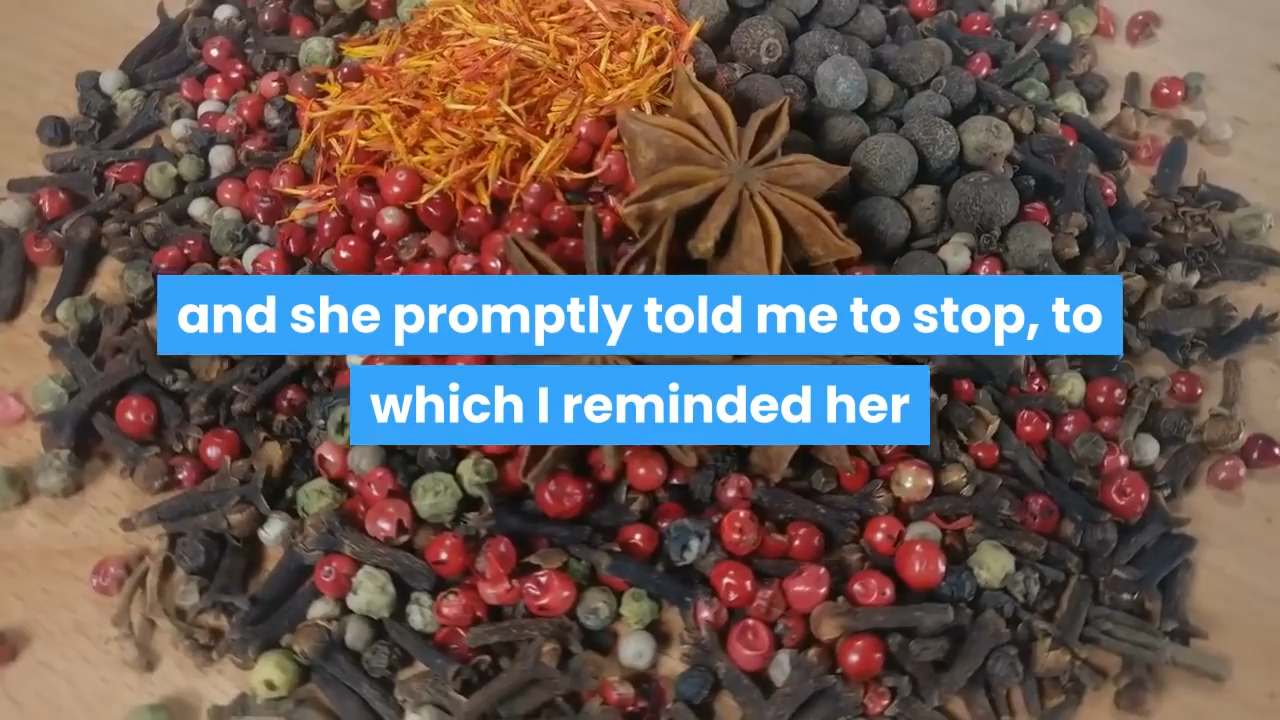 and she promptly told me to stop, to
which I reminded her